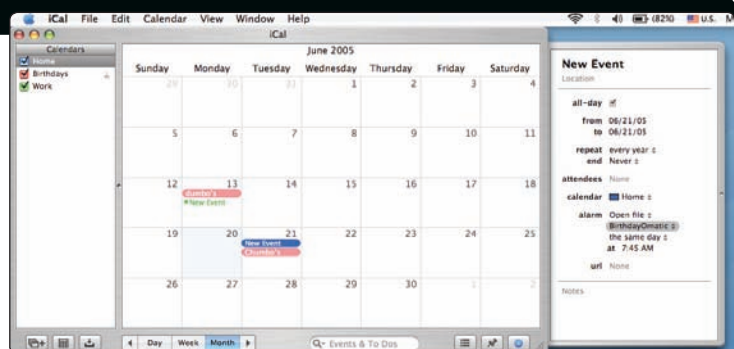 iCal File Edit Calendar View Window Help
(8210 U.S. M
iCal
Calendars
Home
Birthdays
Work
June 2005
Sunday Monday Tuesday Wednesday Thursday Friday Saturday
29 30 31 1 2 3 4
5 6 7 8 9 10 11
12 13 14 15 16 17 18
dumbo's
New Event
19 20 21 22 23 24 25
New Event
Chumbo's
26 27 28 29 30 1 2
Day Week Month
Events & To Dos
New Event
Location
all-day
from 06/21/05
to 06/21/05
repeat every year
end Never
attendees None
calendar Home
alarm Open file
BirthdayOmatic
the same day
at 7:45 AM
url None
Notes